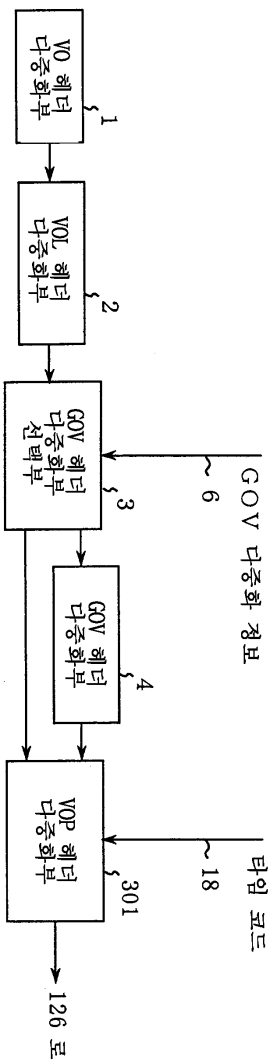 VO 헤더
다중화부
1
VOL 헤더
다중화부
2
GOV 다중화 정보
6
GOV 헤더
다중화부
선택부
3
GOV 헤더
다중화부
4
타임 코드
18
VOP 헤더
다중화부
301
126 로